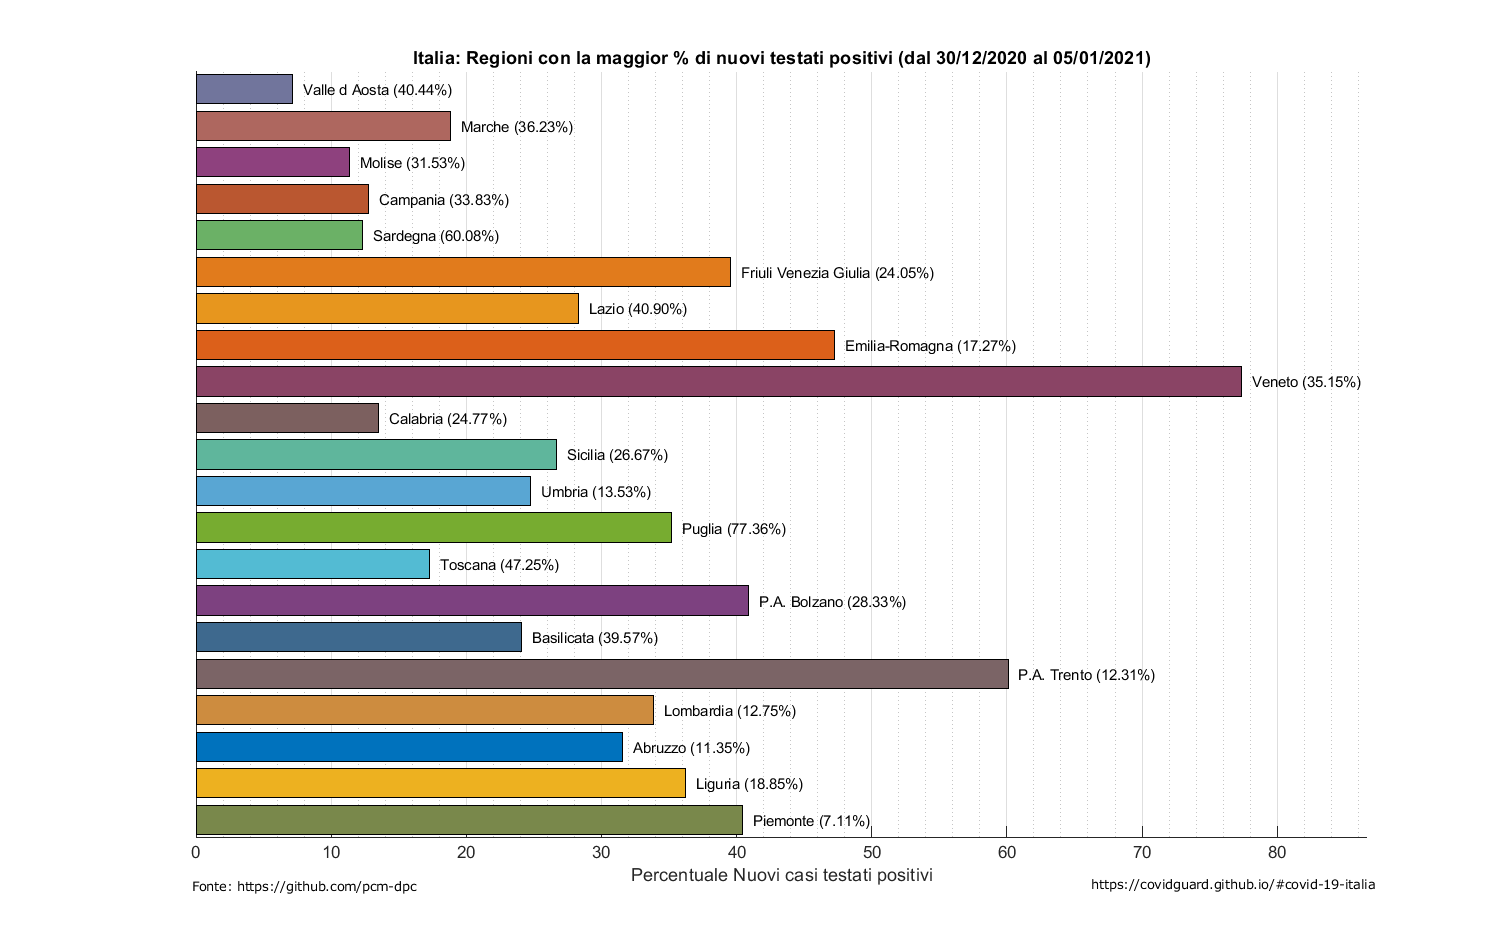 Italia: Regioni con la maggior % di nuovi testati positivi (dal 30/12/2020 al 05/01/2021)
Valle d Aosta (40.44%)
Marche (36.23%)
Molise (31.53%)
Campania (33.83%)
Sardegna (60.08%)
Friuli Venezia Giulia (24.05%)
Lazio (40.90%)
Emilia-Romagna (17.27%)
Veneto (35.15%)
Calabria (24.77%)
Sicilia (26.67%)
Umbria (13.53%)
Puglia (77.36%)
Toscana (47.25%)
P.A. Bolzano (28.33%)
Basilicata (39.57%)
P.A. Trento (12.31%)
Lombardia (12.75%)
Abruzzo (11.35%)
Liguria (18.85%)
Piemonte (7.11%)
0 10 20 30 40 50 60 70 80
Percentuale Nuovi casi testati positivi
Fonte: https://github.com/pcm-dpc
https://covidguard.github.io/#covid-19-italia